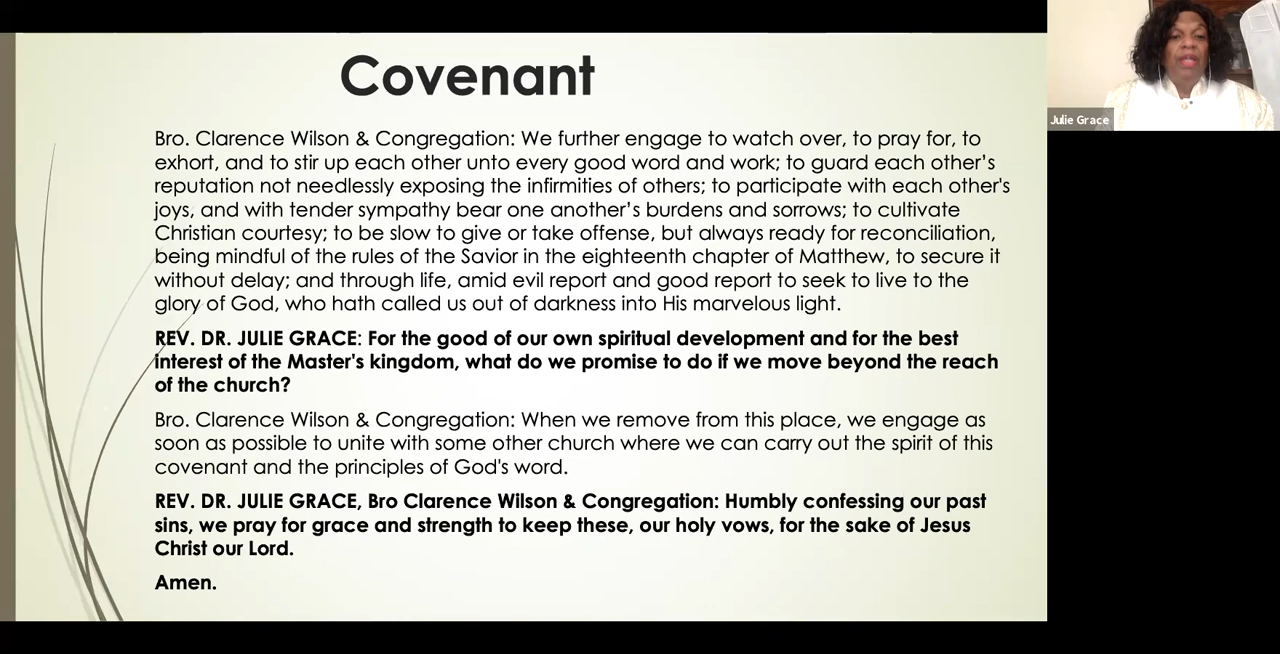 Covenant
Bro. Clarence Wilson & Congregation: We further engage to watch over, to pray for, to
exhort, and to stir up each other unto every good word and work; to guard each other’s
reputation not needlessly exposing the infirmities of others; to participate with each other's
joys, and with tender sympathy bear one another’s burdens and sorrows; to cultivate
Christian courtesy; to be slow to give or take offense, but always ready for reconciliation,
being mindful of the rules of the Savior in the eighteenth chapter of Matthew, to secure it
without delay; and through life, amid evil report and good report to seek to live to the
glory of God, who hath called us out of darkness into His marvelous light.
REV. DR. JULIE GRACE: For the good of our own spiritual development and for the best
interest of the Master's kingdom, what do we promise to do if we move beyond the reach
of the church?
Bro. Clarence Wilson & Congregation: When we remove from this place, we engage as
soon as possible to unite with some other church where we can carry out the spirit of this
covenant and the principles of God's word.
REV. DR. JULIE GRACE, Bro Clarence Wilson & Congregation: Humbly confessing our past
sins, we pray for grace and strength to keep these, our holy vows, for the sake of Jesus
Christ our Lord.
Amen.
Julie Grace